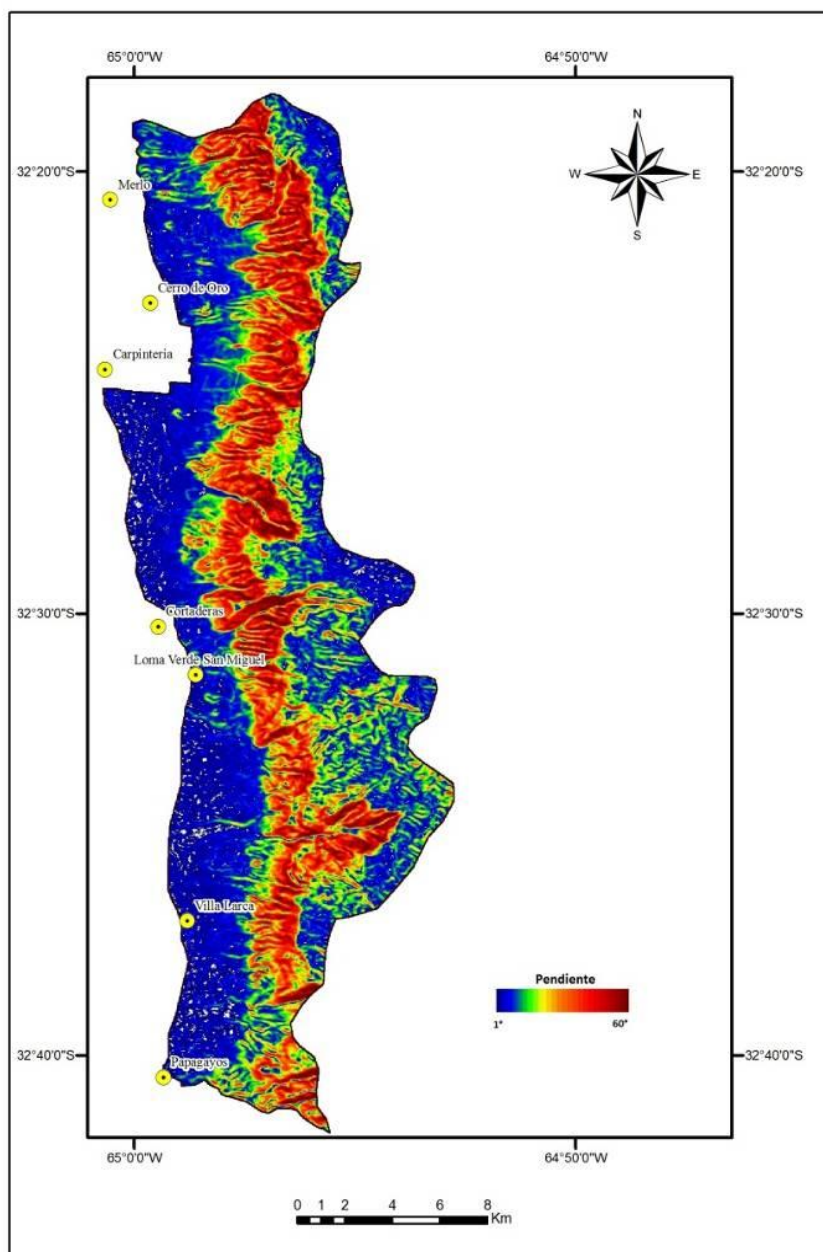 65°0'0"W
64°50'0"W
N
W
E
S
32°20'0"S
32°20'0"S
Merlo
Cerro de Oro
Carpinteria
32°30'0"S
32°30'0"S
Cortaderas
Loma Verde San Miguel
Villa Larca
Pendiente
1°
60°
32°40'0"S
32°40'0"S
Papagayos
65°0'0"W
64°50'0"W
0 1 2 4 6 8
Km